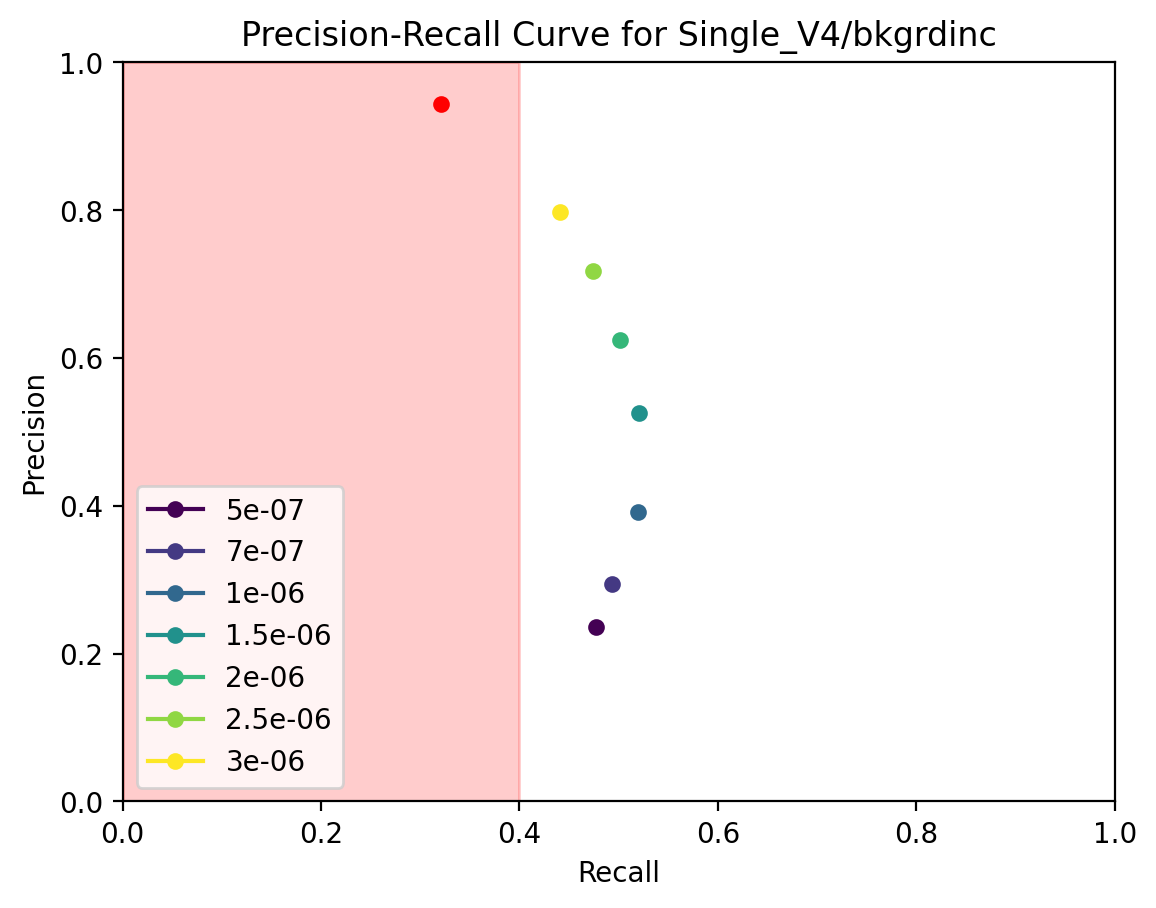 Precision-Recall Curve for Single_V4/bkgrdinc
1.0
0.8
0.6
0.4
0.2
0.0
Precision
5e-07
7e-07
1e-06
1.5e-06
2e-06
2.5e-06
3e-06
0.0 0.2 0.4 0.6 0.8 1.0
Recall